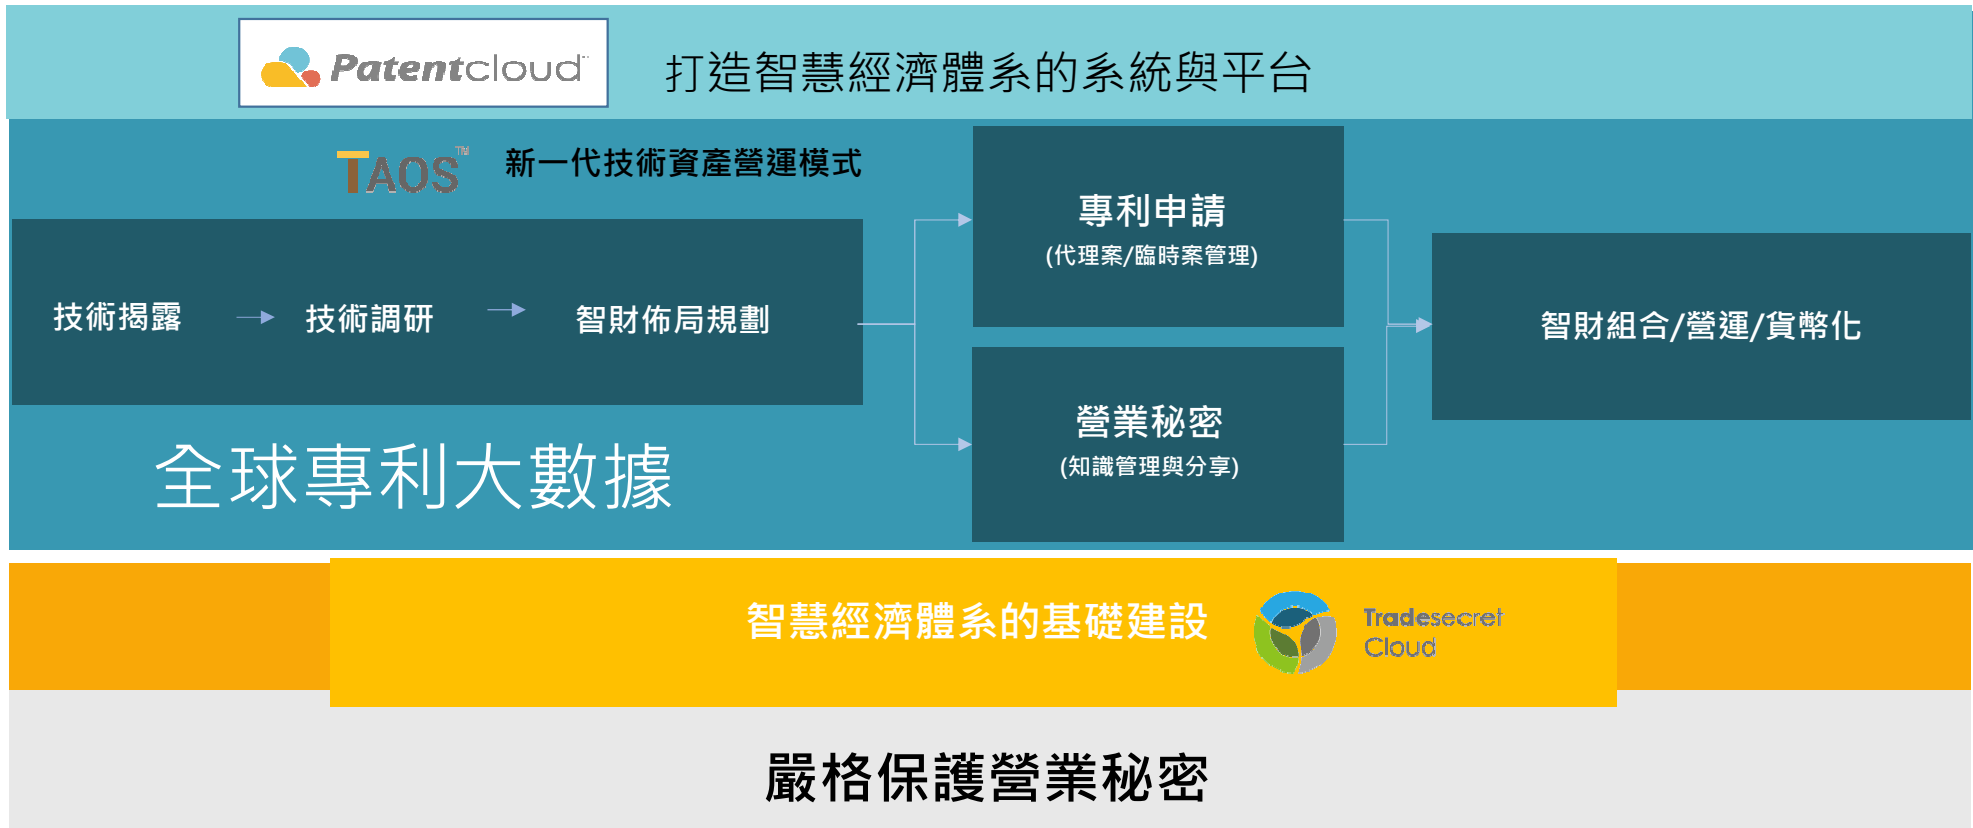 Patentcloud™
打造智慧經濟體系的系統與平台
TAOS™
新一代技術資產營運模式
技術揭露
技術調研
智財佈局規劃
專利申請
(代理案/臨時案管理)
營業秘密
(知識管理與分享)
智財組合/營運/貨幣化
全球專利大數據
智慧經濟體系的基礎建設
Tradesecret
Cloud
嚴格保護營業秘密